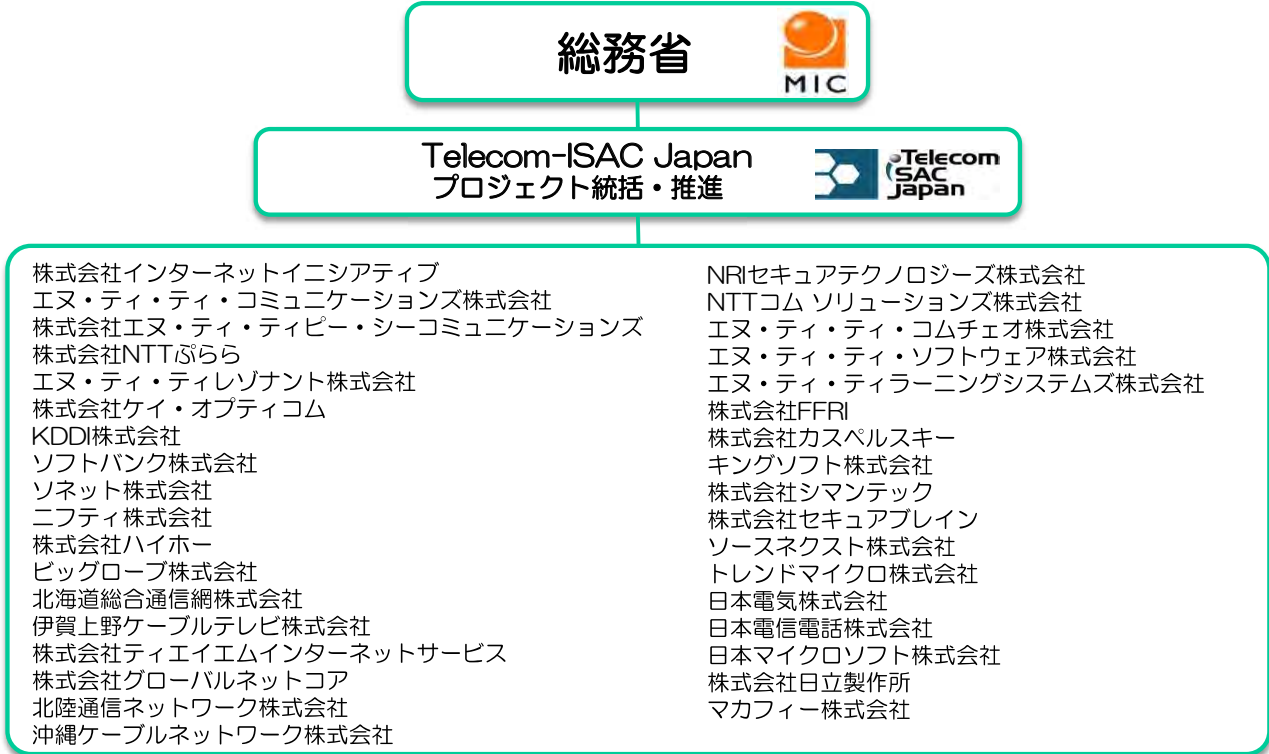 総務省
MIC
Telecom-ISAC Japan
プロジェクト統括・推進
Telecom
ISAC
Japan
株式会社インターネットイニシアティブ
エヌ・ティ・ティ・コミュニケーションズ株式会社
株式会社エヌ・ティ・ティピー・シーコミュニケーションズ
株式会社NTTぷらら
エヌ・ティ・ティレゾナント株式会社
株式会社ケイ・オプティコム
KDDI株式会社
ソフトバンク株式会社
ソネット株式会社
ニフティ株式会社
株式会社ハイホー
ビッグローブ株式会社
北海道総合通信網株式会社
伊賀上野ケーブルテレビ株式会社
株式会社ティエイエムインターネットサービス
株式会社グローバルネットコア
北陸通信ネットワーク株式会社
沖縄ケーブルネットワーク株式会社
NRIセキュアテクノロジーズ株式会社
NTTコム ソリューションズ株式会社
エヌ・ティ・ティ・コムチェオ株式会社
エヌ・ティ・ティ・ソフトウェア株式会社
エヌ・ティ・ティラーニングシステムズ株式会社
株式会社FFRI
株式会社カスペルスキー
キングソフト株式会社
株式会社シマンテック
株式会社セキュアブレイン
ソースネクスト株式会社
トレンドマイクロ株式会社
日本電気株式会社
日本電信電話株式会社
日本マイクロソフト株式会社
株式会社日立製作所
マカフィー株式会社